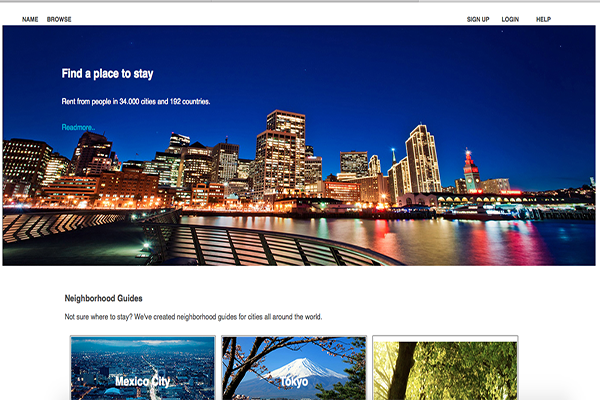 NAME BROWSE SIGN UP LOGIN HELP
Find a place to stay
Rent from people in 34.000 cities and 192 countries.
Readmore..
Neighborhood Guides
Not sure where to stay? We've created neighborhood guides for cities all around the world.
Mexico City Tokyo